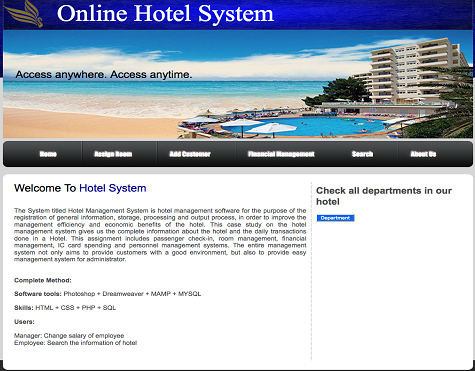 Online Hotel System
Access anywhere. Access anytime.
Home Assign Room Add Customer Financial Management Search About Us
Welcome To Hotel System
The System titled Hotel Management System is hotel management software for the purpose of the
registration of general information, storage, processing and output process, in order to improve the
management efficiency and economic benefits of the hotel. This case study on the hotel
management system gives us the complete information about the hotel and the daily transactions
done in a Hotel. This assignment includes passenger check-in, room management, financial
management, IC card spending and personnel management systems. The entire management
system not only aims to provide customers with a good environment, but also to provide easy
management system for administrator.
Complete Method:
Software tools: Photoshop + Dreamweaver + MAMP + MYSQL
Skills: HTML + CSS + PHP + SQL
Users:
Manager: Change salary of employee
Employee: Search the information of hotel
Check all departments in our
hotel
Department